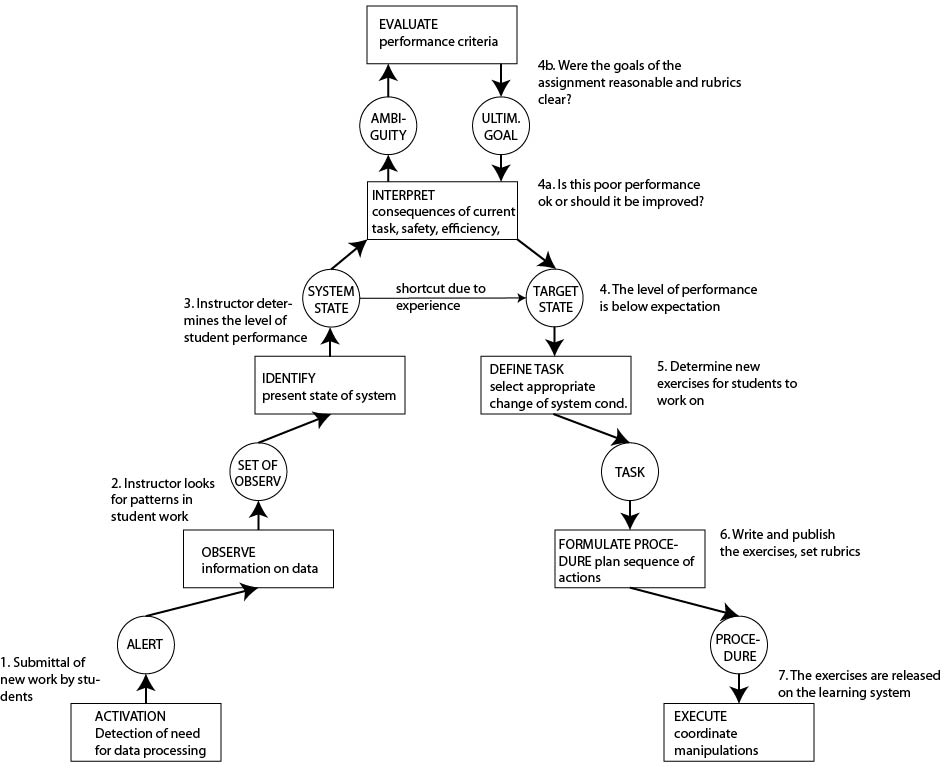 EVALUATE
performance criteria
4b. Were the goals of the
assignment reasonable and rubrics
clear?
AMBI-
GUITY
ULTIM.
GOAL
INTERPRET
consequences of current
task, safety, efficiency,
4a. Is this poor performance
ok or should it be improved?
SYSTEM
STATE
shortcut due to
experience
TARGET
STATE
3. Instructor deter-
mines the level of
student performance
4. The level of performance
is below expectation
IDENTIFY
present state of system
DEFINE TASK
select appropriate
change of system cond.
5. Determine new
exercises for students to
work on
SET OF
OBSERV
TASK
2. Instructor looks
for patterns in
student work
OBSERVE
information on data
FORMULATE PROCE-
DURE plan sequence of
actions
6. Write and publish
the exercises, set rubrics
ALERT
PROCE-
DURE
1. Submittal of
new work by stu-
dents
7. The exercises are released
on the learning system
ACTIVATION
Detection of need
for data processing
EXECUTE
coordinate
manipulations